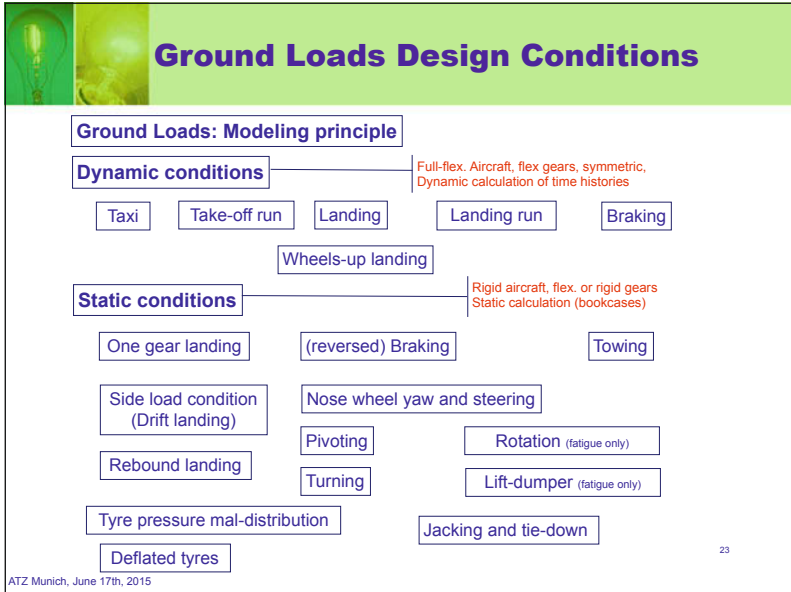 Ground Loads Design Conditions
Ground Loads: Modeling principle
Dynamic conditions
Full-flex. Aircraft, flex gears, symmetric,
Dynamic calculation of time histories
Taxi
Take-off run
Landing
Landing run
Braking
Wheels-up landing
Static conditions
Rigid aircraft, flex. or rigid gears
Static calculation (bookcases)
One gear landing
(reversed) Braking
Towing
Side load condition
(Drift landing)
Nose wheel yaw and steering
Pivoting
Rotation (fatigue only)
Rebound landing
Turning
Lift-dumper (fatigue only)
Tyre pressure mal-distribution
Jacking and tie-down
Deflated tyres
23
ATZ Munich, June 17th, 2015